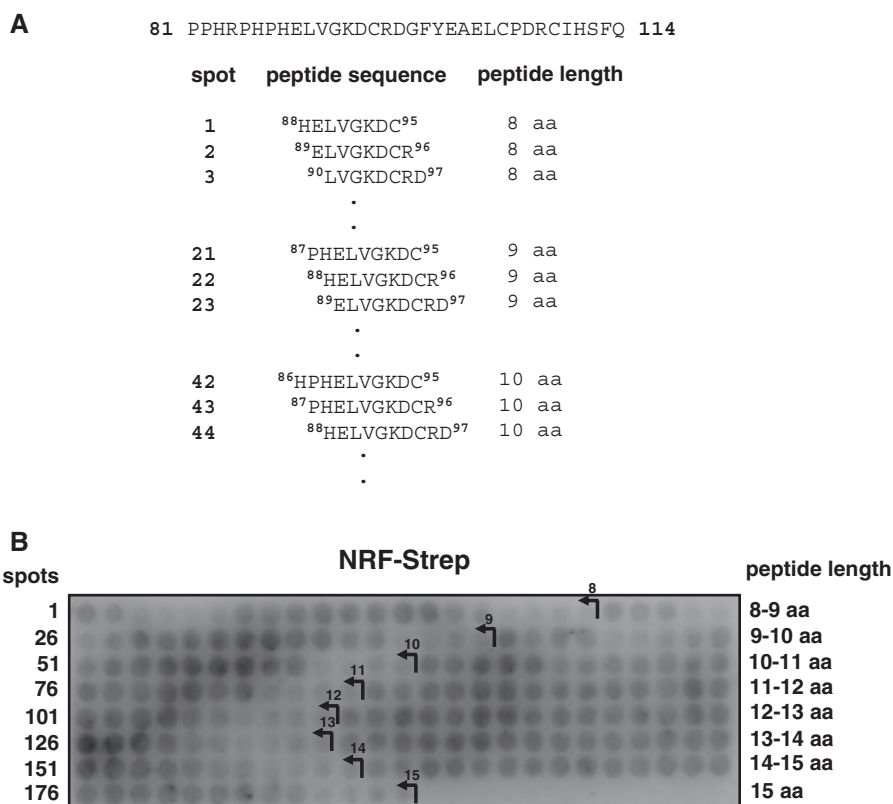 A
81 PPHRPHPHELVGKDCRDGFYEAELCPDRCIHSFQ 114
spot peptide sequence peptide length
1 ⁸⁸HELVGKDC⁹⁵ 8 aa
2 ⁸⁹ELVGKDCR⁹⁶ 8 aa
3 ⁹⁰LVGKDCRD⁹⁷ 8 aa
.
.
21 ⁸⁷PHELVGKDC⁹⁵ 9 aa
22 ⁸⁸HELVGKDCR⁹⁶ 9 aa
23 ⁸⁹ELVGKDCRD⁹⁷ 9 aa
.
.
42 ⁸⁶HPHELVGKDC⁹⁵ 10 aa
43 ⁸⁷PHELVGKDCR⁹⁶ 10 aa
44 ⁸⁸HELVGKDCRD⁹⁷ 10 aa
.
.
B
NRF-Strep
spots peptide length
8
1 8-9 aa
9
26 9-10 aa
10
51 10-11 aa
11
76 11-12 aa
12
101 12-13 aa
13
126 13-14 aa
14
151 14-15 aa
15
176 15 aa